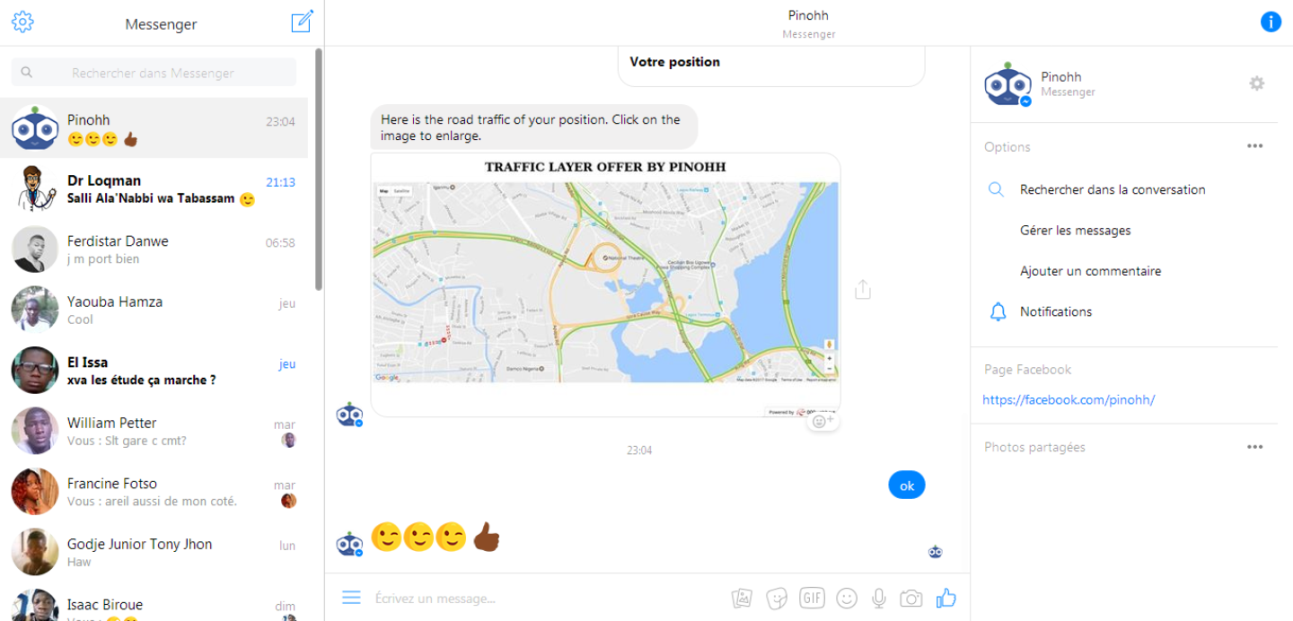 Messenger
Rechercher dans Messenger
Pinohh
23:04
Dr Loqman
21:13
Salli Ala'Nabbi wa Tabassam
Ferdistar Danwe
06:58
j m port bien
Yaouba Hamza
jeu
Cool
El Issa
jeu
xva les étude ça marche ?
William Petter
mar
Vous : Slt gare c cmt?
Francine Fotso
mar
Vous : areil aussi de mon coté.
Godje Junior Tony Jhon
lun
Haw
Isaac Biroue
dim
Vous :
Pinohh
Messenger
Votre position
Here is the road traffic of your position. Click on the
image to enlarge.
TRAFFIC LAYER OFFER BY PINOHH
Map Satellite
National Theatre
Google
Powered by
23:04
ok
Écrivez un message...
GIF
Pinohh
Messenger
Options
Rechercher dans la conversation
Gérer les messages
Ajouter un commentaire
Notifications
Page Facebook
https://facebook.com/pinohh/
Photos partagées